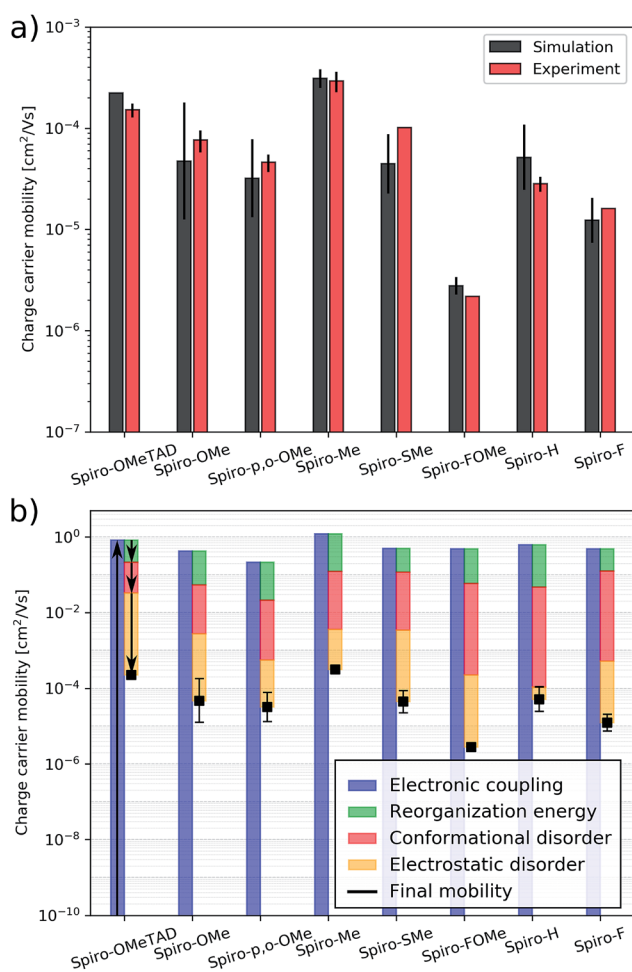 a)
Charge carrier mobility [cm²/Vs]
10⁻³
10⁻⁴
10⁻⁵
10⁻⁶
10⁻⁷
Simulation
Experiment
Spiro-OMeTAD
Spiro-OMe
Spiro-p,o-OMe
Spiro-Me
Spiro-SMe
Spiro-FOMe
Spiro-H
Spiro-F
b)
Charge carrier mobility [cm²/Vs]
10⁰
10⁻²
10⁻⁴
10⁻⁶
10⁻⁸
10⁻¹⁰
Electronic coupling
Reorganization energy
Conformational disorder
Electrostatic disorder
Final mobility
Spiro-OMeTAD
Spiro-OMe
Spiro-p,o-OMe
Spiro-Me
Spiro-SMe
Spiro-FOMe
Spiro-H
Spiro-F